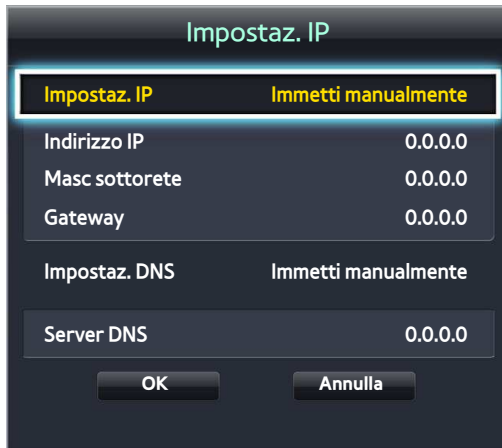 Impostaz. IP
Impostaz. IP Immetti manualmente
Indirizzo IP 0.0.0.0
Masc sottorete 0.0.0.0
Gateway 0.0.0.0
Impostaz. DNS Immetti manualmente
Server DNS 0.0.0.0
OK Annulla